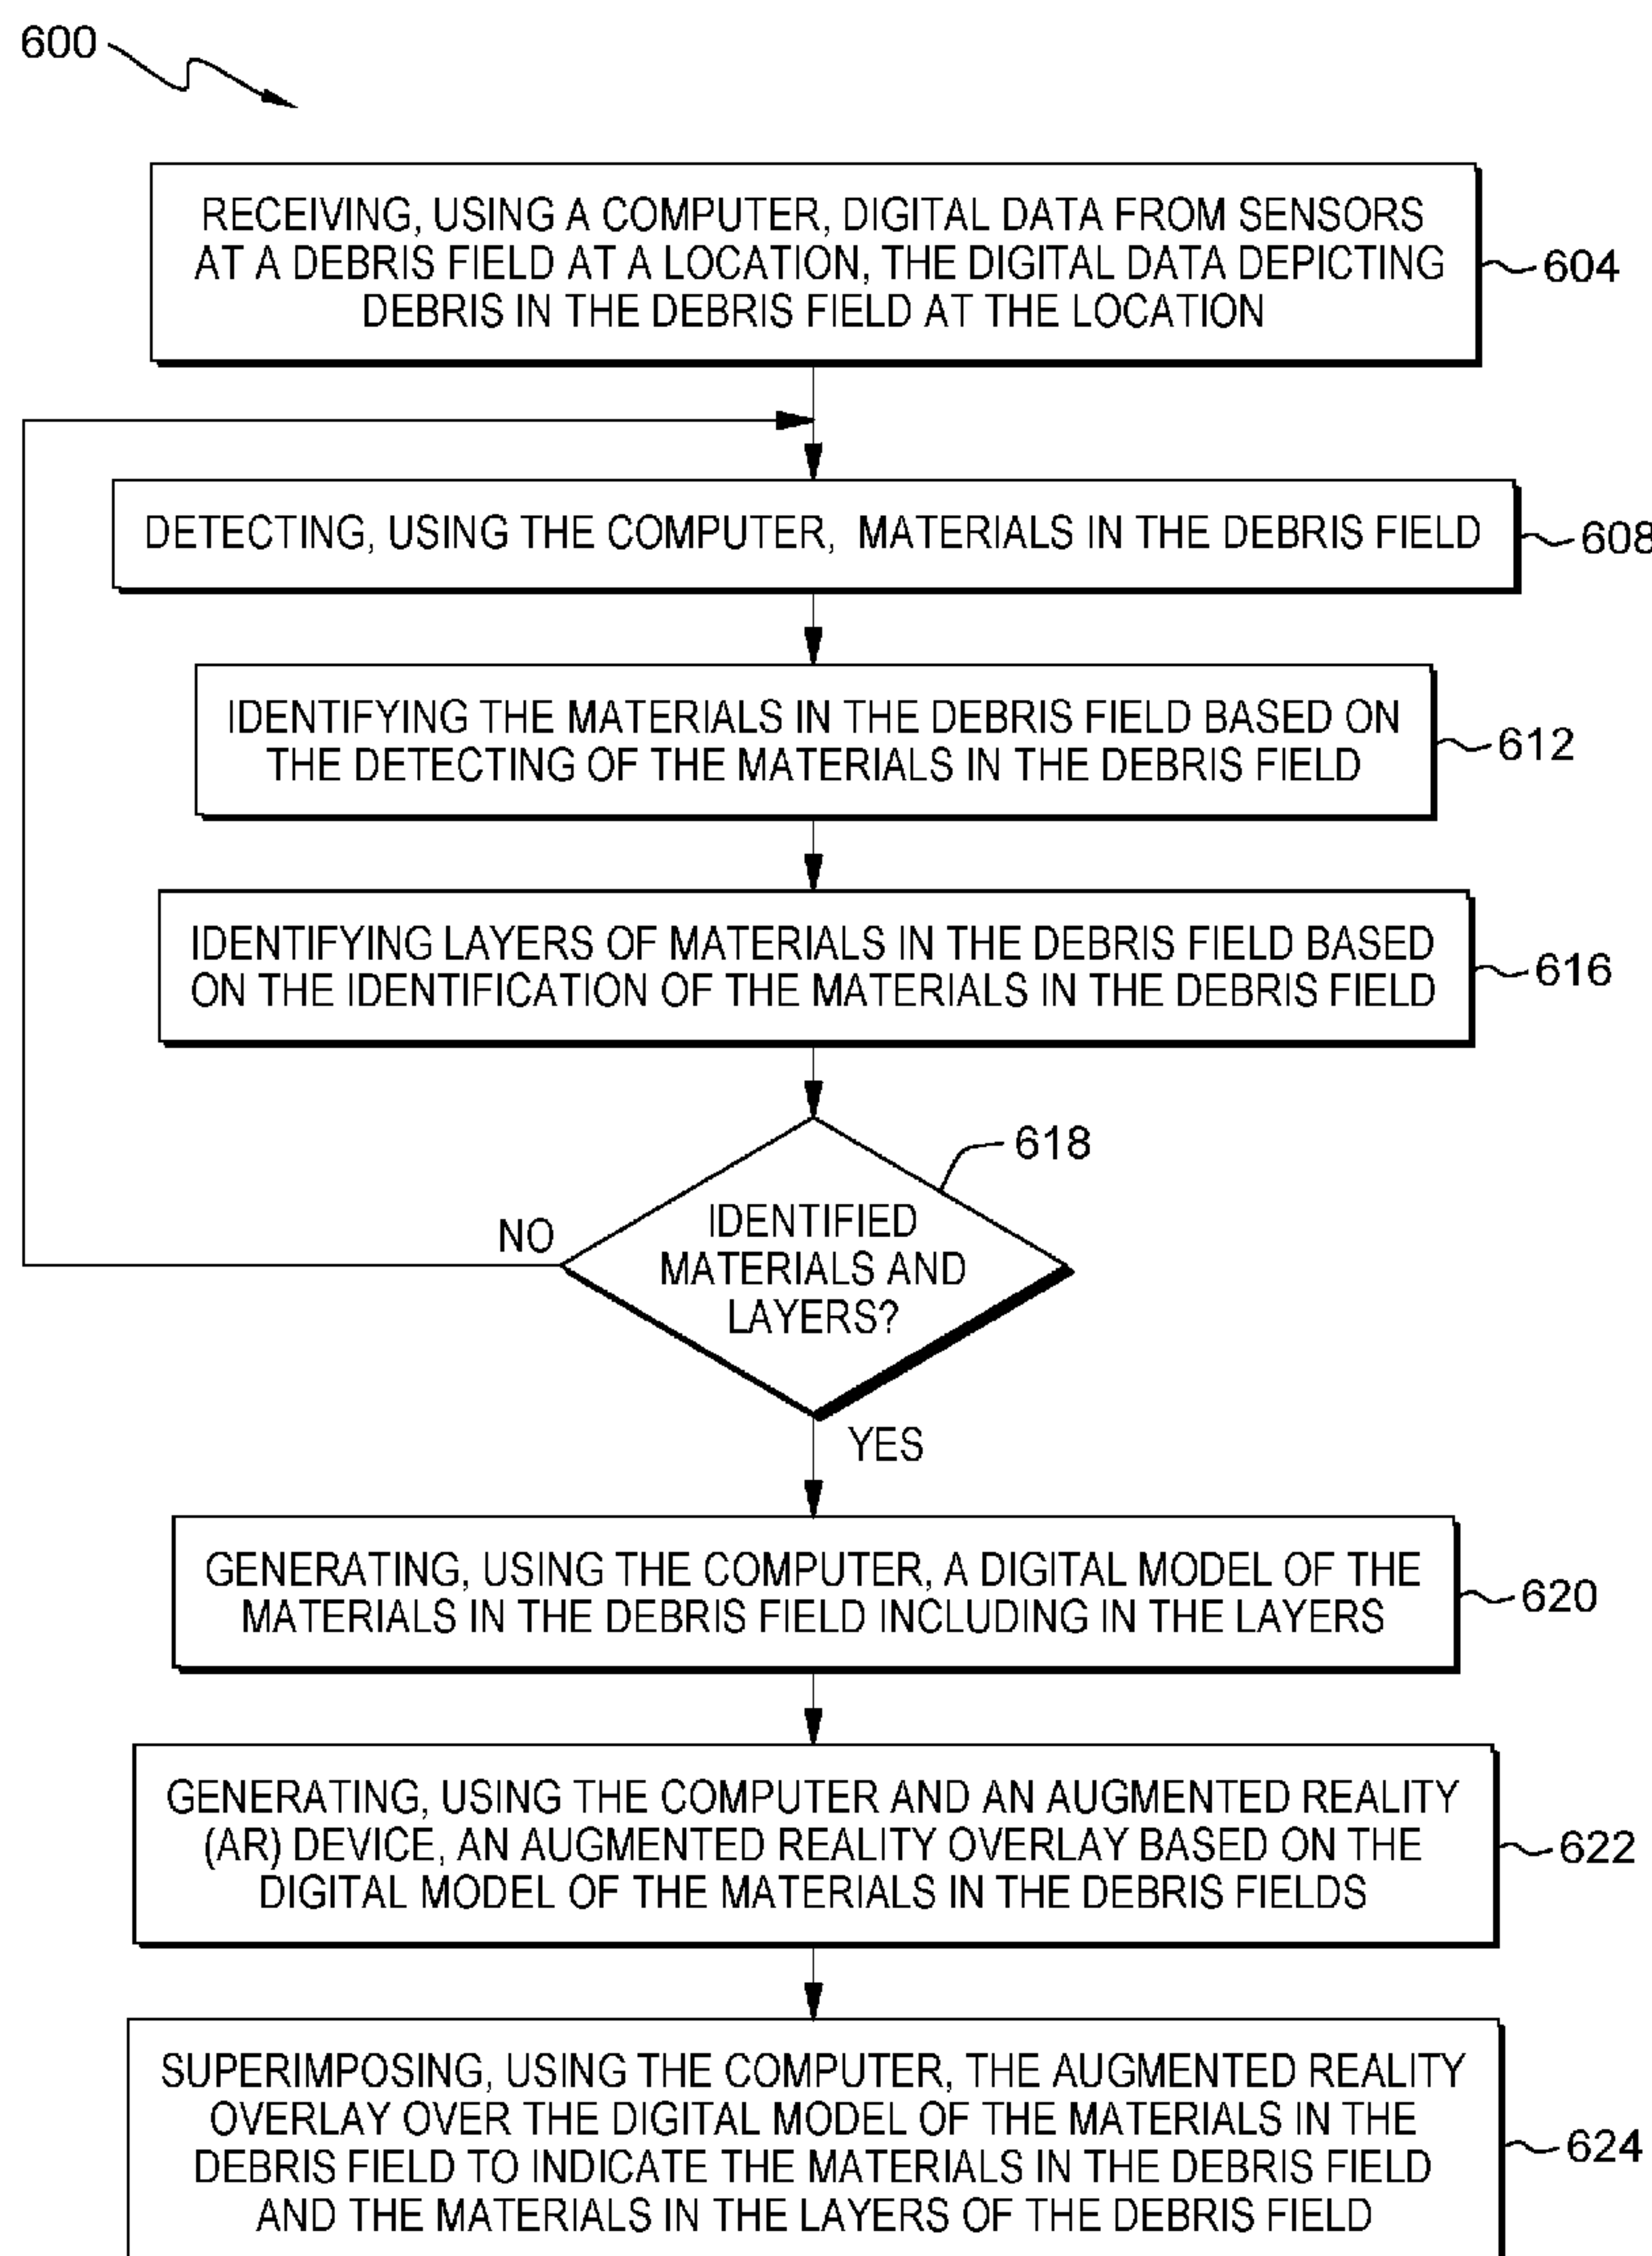 600
RECEIVING, USING A COMPUTER, DIGITAL DATA FROM SENSORS
AT A DEBRIS FIELD AT A LOCATION, THE DIGITAL DATA DEPICTING
DEBRIS IN THE DEBRIS FIELD AT THE LOCATION
604
DETECTING, USING THE COMPUTER, MATERIALS IN THE DEBRIS FIELD
608
IDENTIFYING THE MATERIALS IN THE DEBRIS FIELD BASED ON
THE DETECTING OF THE MATERIALS IN THE DEBRIS FIELD
612
IDENTIFYING LAYERS OF MATERIALS IN THE DEBRIS FIELD BASED
ON THE IDENTIFICATION OF THE MATERIALS IN THE DEBRIS FIELD
616
618
NO
IDENTIFIED
MATERIALS AND
LAYERS?
YES
GENERATING, USING THE COMPUTER, A DIGITAL MODEL OF THE
MATERIALS IN THE DEBRIS FIELD INCLUDING IN THE LAYERS
620
GENERATING, USING THE COMPUTER AND AN AUGMENTED REALITY
(AR) DEVICE, AN AUGMENTED REALITY OVERLAY BASED ON THE
DIGITAL MODEL OF THE MATERIALS IN THE DEBRIS FIELDS
622
SUPERIMPOSING, USING THE COMPUTER, THE AUGMENTED REALITY
OVERLAY OVER THE DIGITAL MODEL OF THE MATERIALS IN THE
DEBRIS FIELD TO INDICATE THE MATERIALS IN THE DEBRIS FIELD
AND THE MATERIALS IN THE LAYERS OF THE DEBRIS FIELD
624